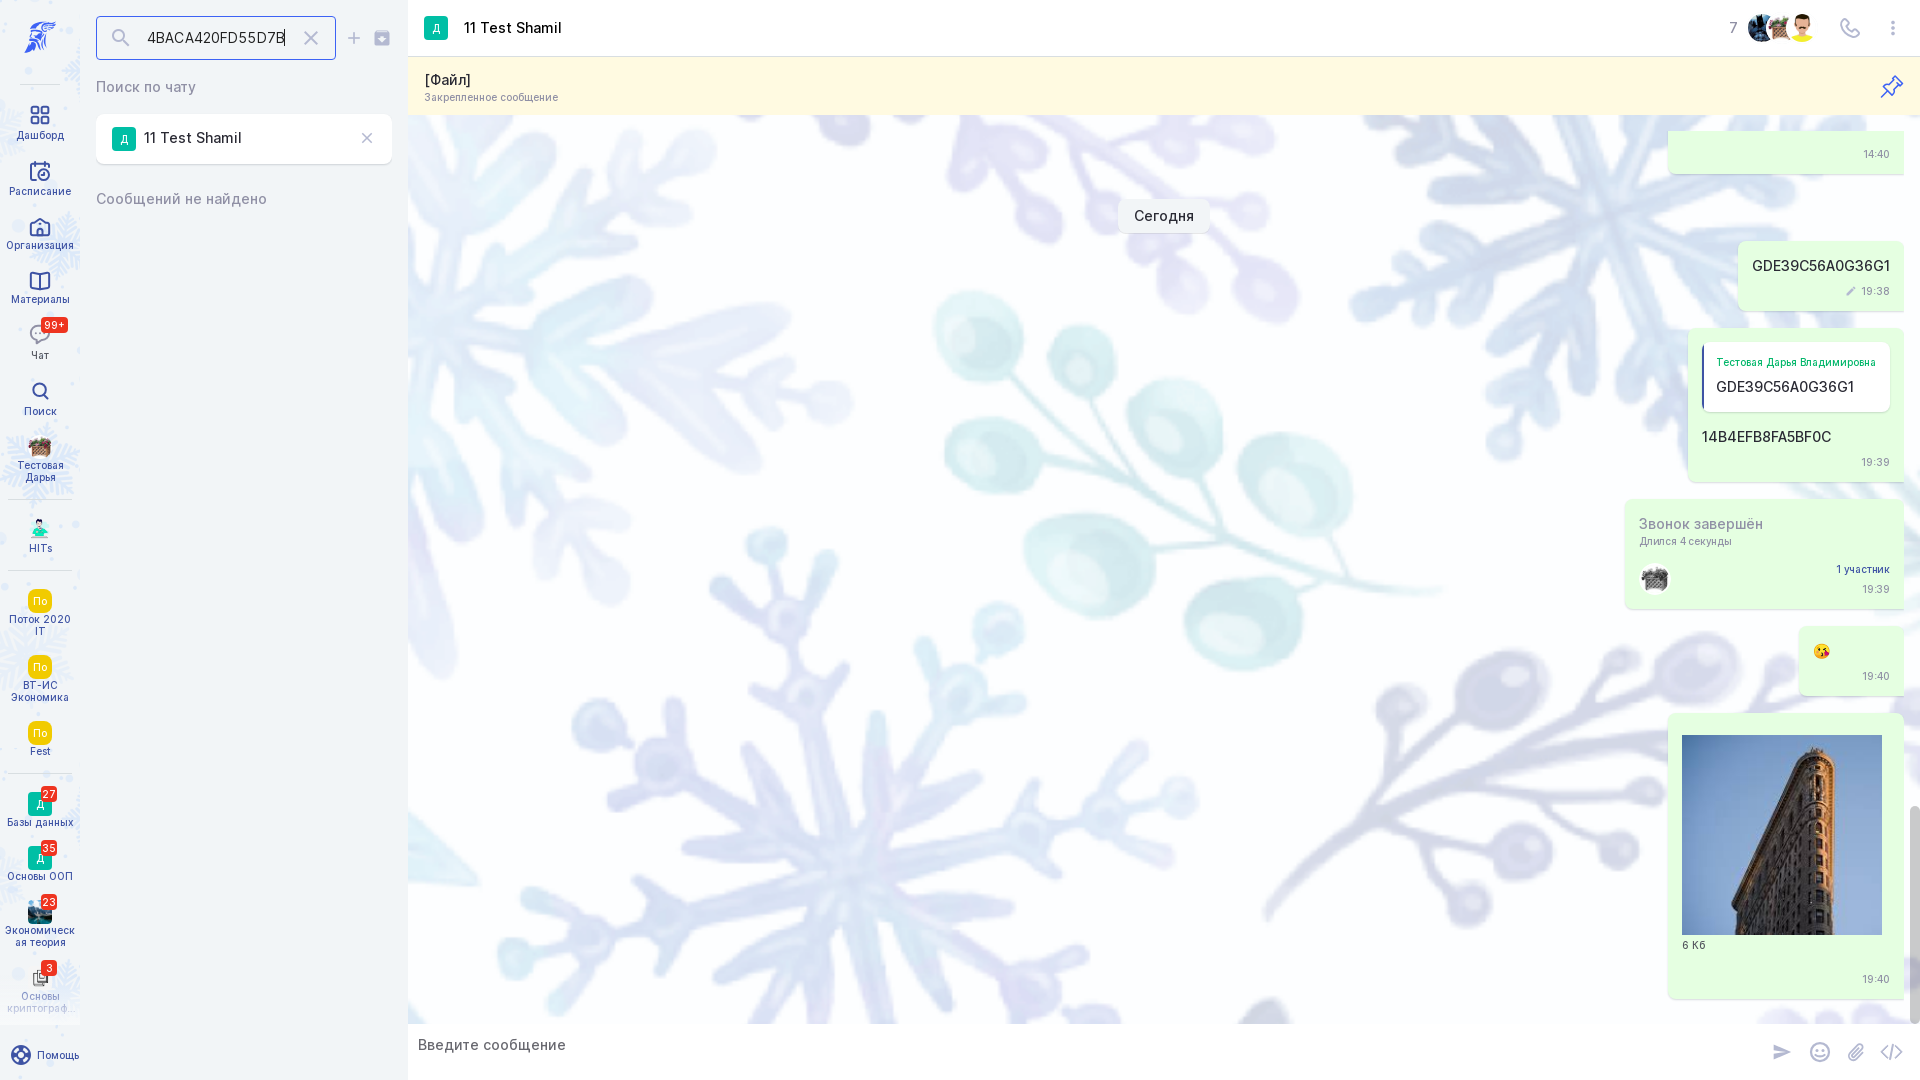 4BACA420FD55D7B
Поиск по чату
Д
11 Test Shamil
Сообщений не найдено
Дашборд
Расписание
Организация
Материалы
99+
Чат
Поиск
Тестовая
Дарья
HITs
По
Поток 2020
IT
По
ВТ-ИС
Экономика
По
Fest
27
Д
Базы данных
35
Д
Основы ООП
23
Экономическ
ая теория
3
Основы
криптограф...
Помощь
Д
11 Test Shamil
7
[Файл]
Закрепленное сообщение
14:40
Сегодня
GDE39C56A0G36G1
19:38
Тестовая Дарья Владимировна
GDE39C56A0G36G1
14B4EFB8FA5BF0C
19:39
Звонок завершён
Длился 4 секунды
1 участник
19:39
19:40
6 Кб
19:40
Введите сообщение